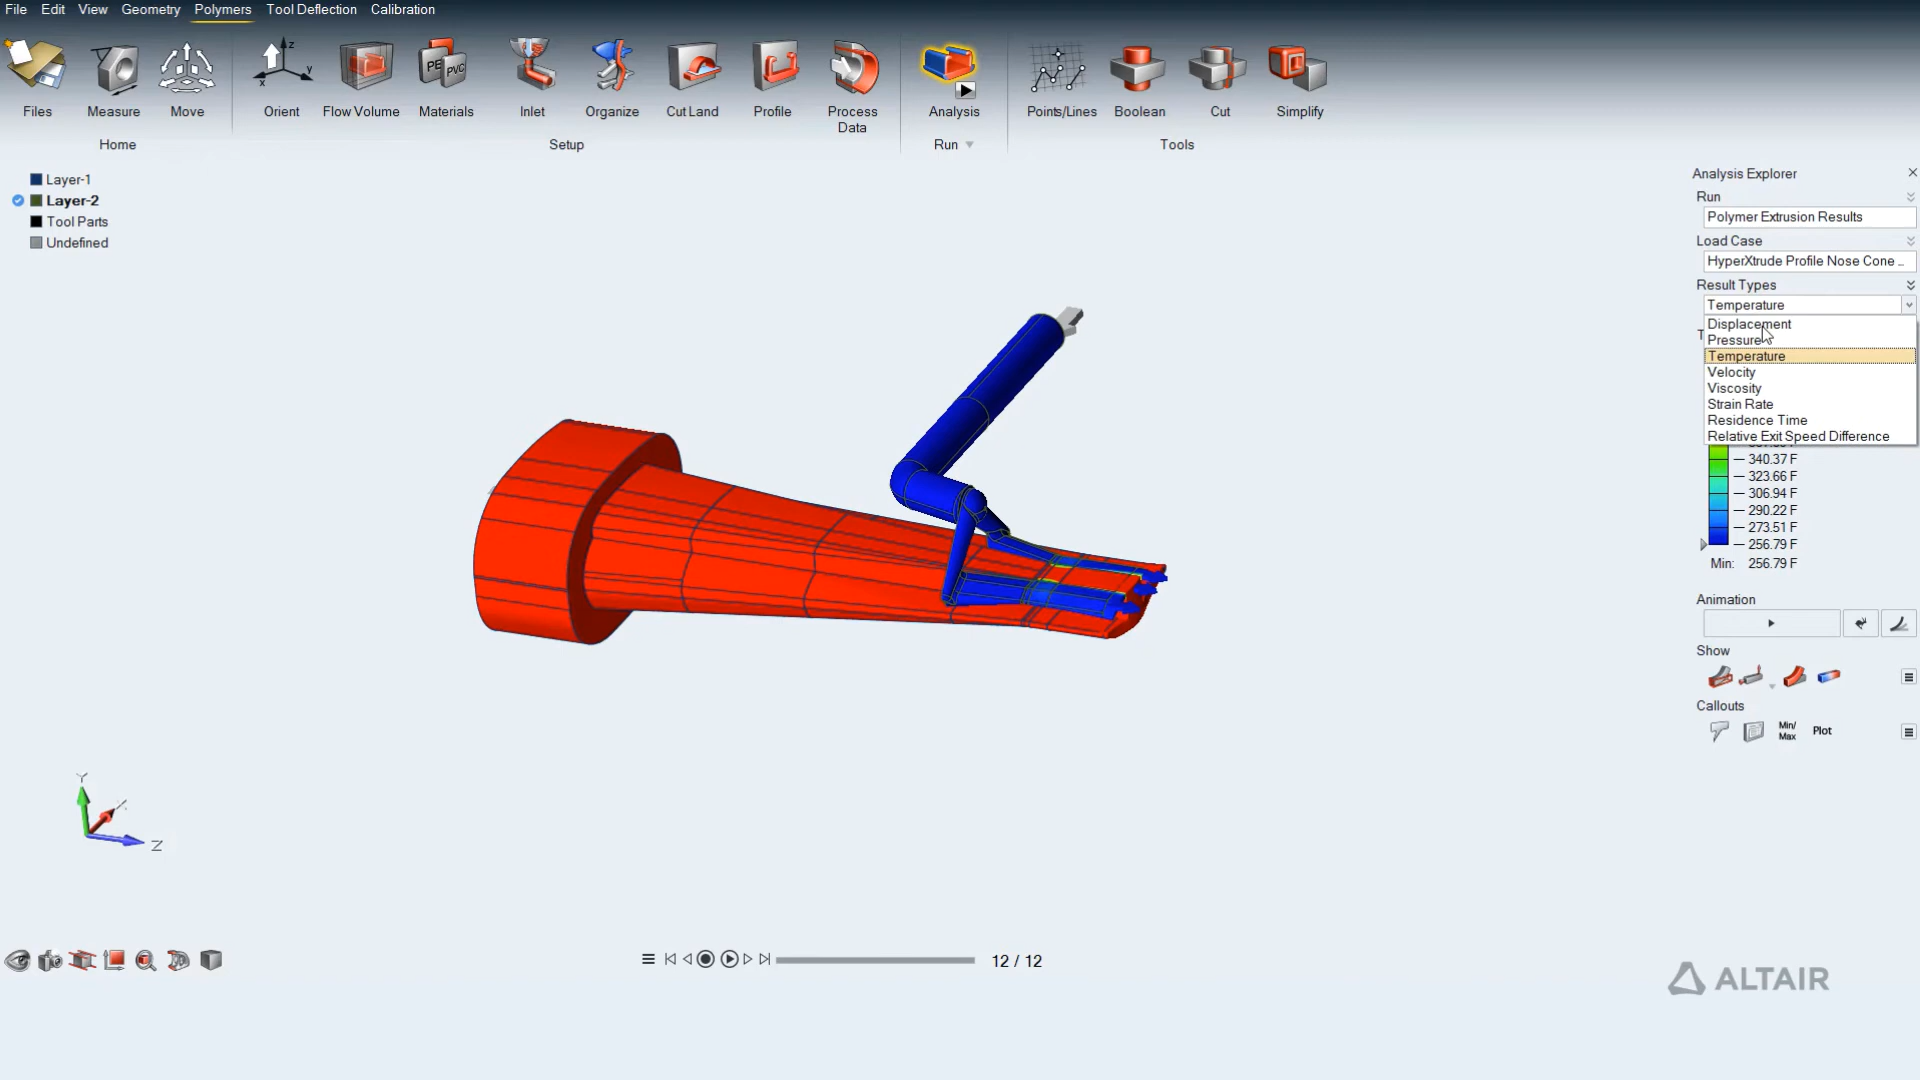 File Edit View Geometry Polymers Tool Deflection Calibration
z
x
y
PE
PVC
Files Measure Move Orient Flow Volume Materials Inlet Organize Cut Land Profile Process Data Analysis Points/Lines Boolean Cut Simplify
Home Setup Run Tools
Layer-1
Layer-2
Tool Parts
Undefined
Analysis Explorer
Run
Polymer Extrusion Results
Load Case
HyperXtrude Profile Nose Cone ...
Result Types
Temperature
Displacement
Pressure
Temperature
Velocity
Viscosity
Strain Rate
Residence Time
Relative Exit Speed Difference
340.37 F
323.66 F
306.94 F
290.22 F
273.51 F
256.79 F
Min: 256.79 F
Animation
Show
Callouts
Min/
Max
Plot
Y
X
Z
12 / 12
ALTAIR